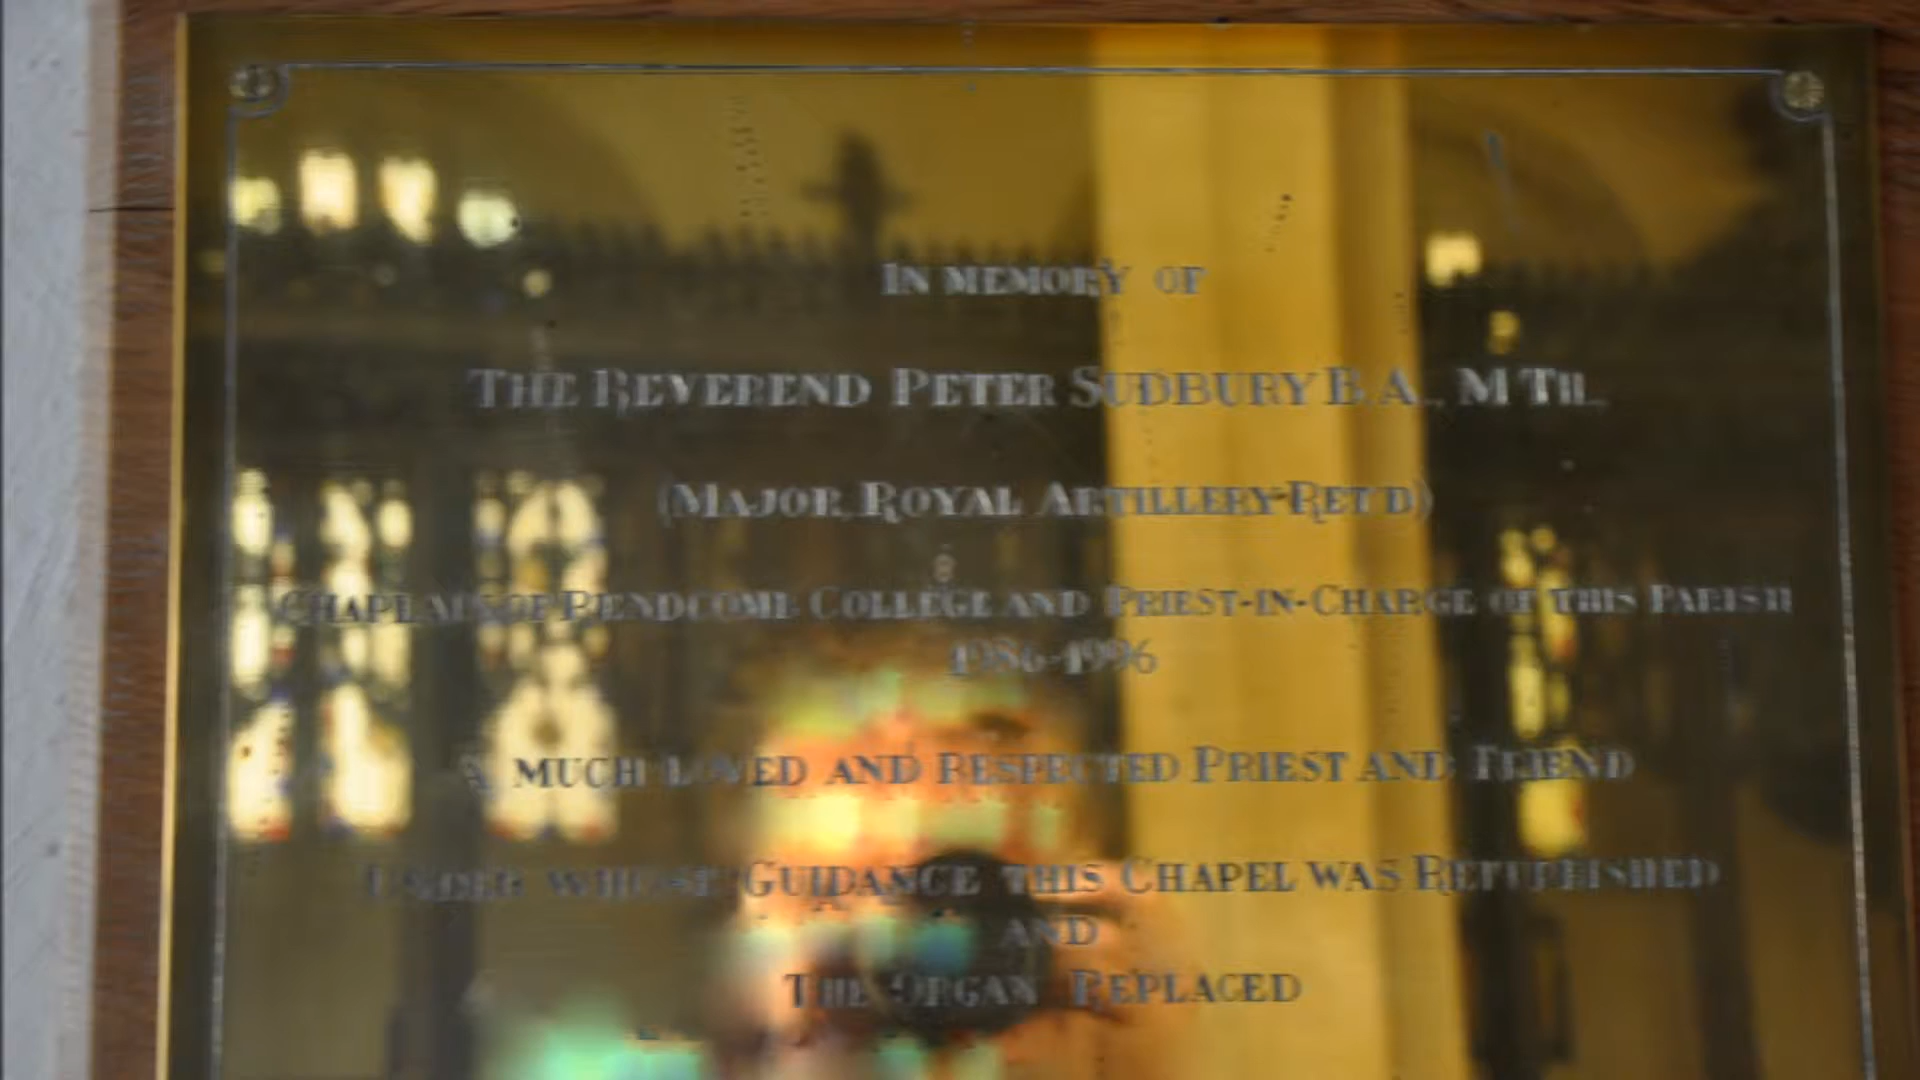 IN MEMORY OF
THE REVEREND PETER SUDBURY B.A., M.TH.
(MAJOR, ROYAL ARTILLERY-RET'D)
CHAPLAIN OF RENDCOMB COLLEGE AND PRIEST-IN-CHARGE OF THIS PARISH
1986-1996
A MUCH LOVED AND RESPECTED PRIEST AND FRIEND
UNDER WHOSE GUIDANCE THIS CHAPEL WAS REFURBISHED
AND
THE ORGAN REPLACED